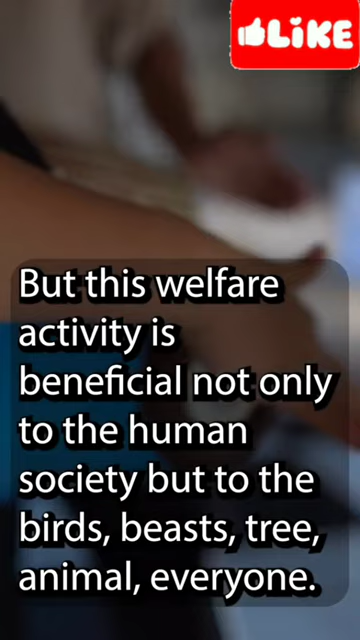 LIKE
But this welfare
activity is
beneficial not only
to the human
society but to the
birds, beasts, tree,
animal, everyone.